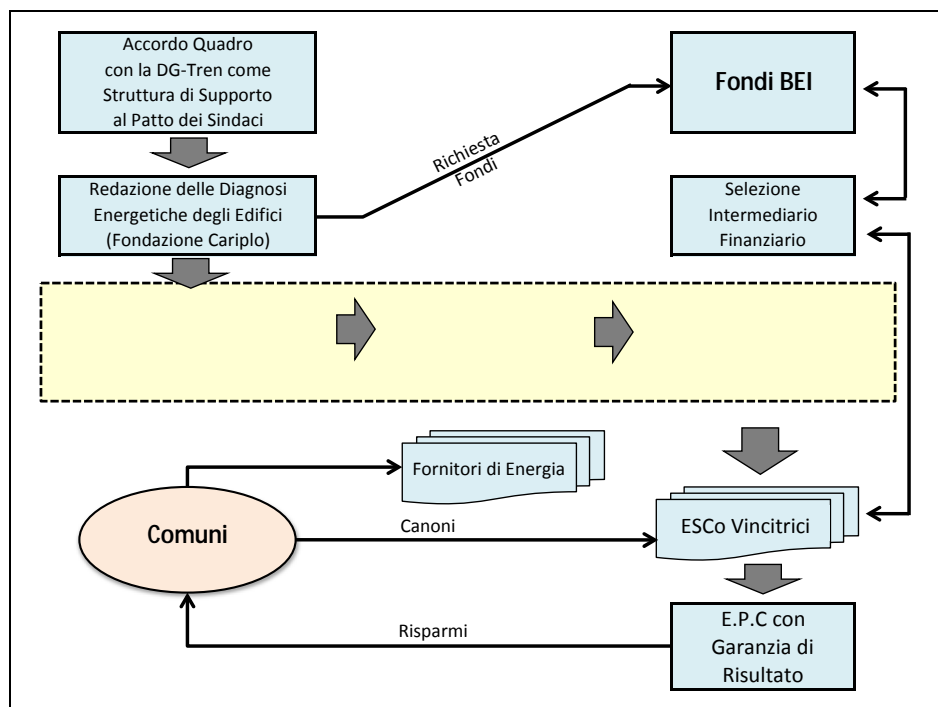 Accordo Quadro
con la DG-Tren come
Struttura di Supporto
al Patto dei Sindaci
Fondi BEI
Richiesta
Fondi
Redazione delle Diagnosi
Energetiche degli Edifici
(Fondazione Cariplo)
Selezione
Intermediario
Finanziario
Fornitori di Energia
Comuni
Canoni
ESCo Vincitrici
Risparmi
E.P.C con
Garanzia di
Risultato